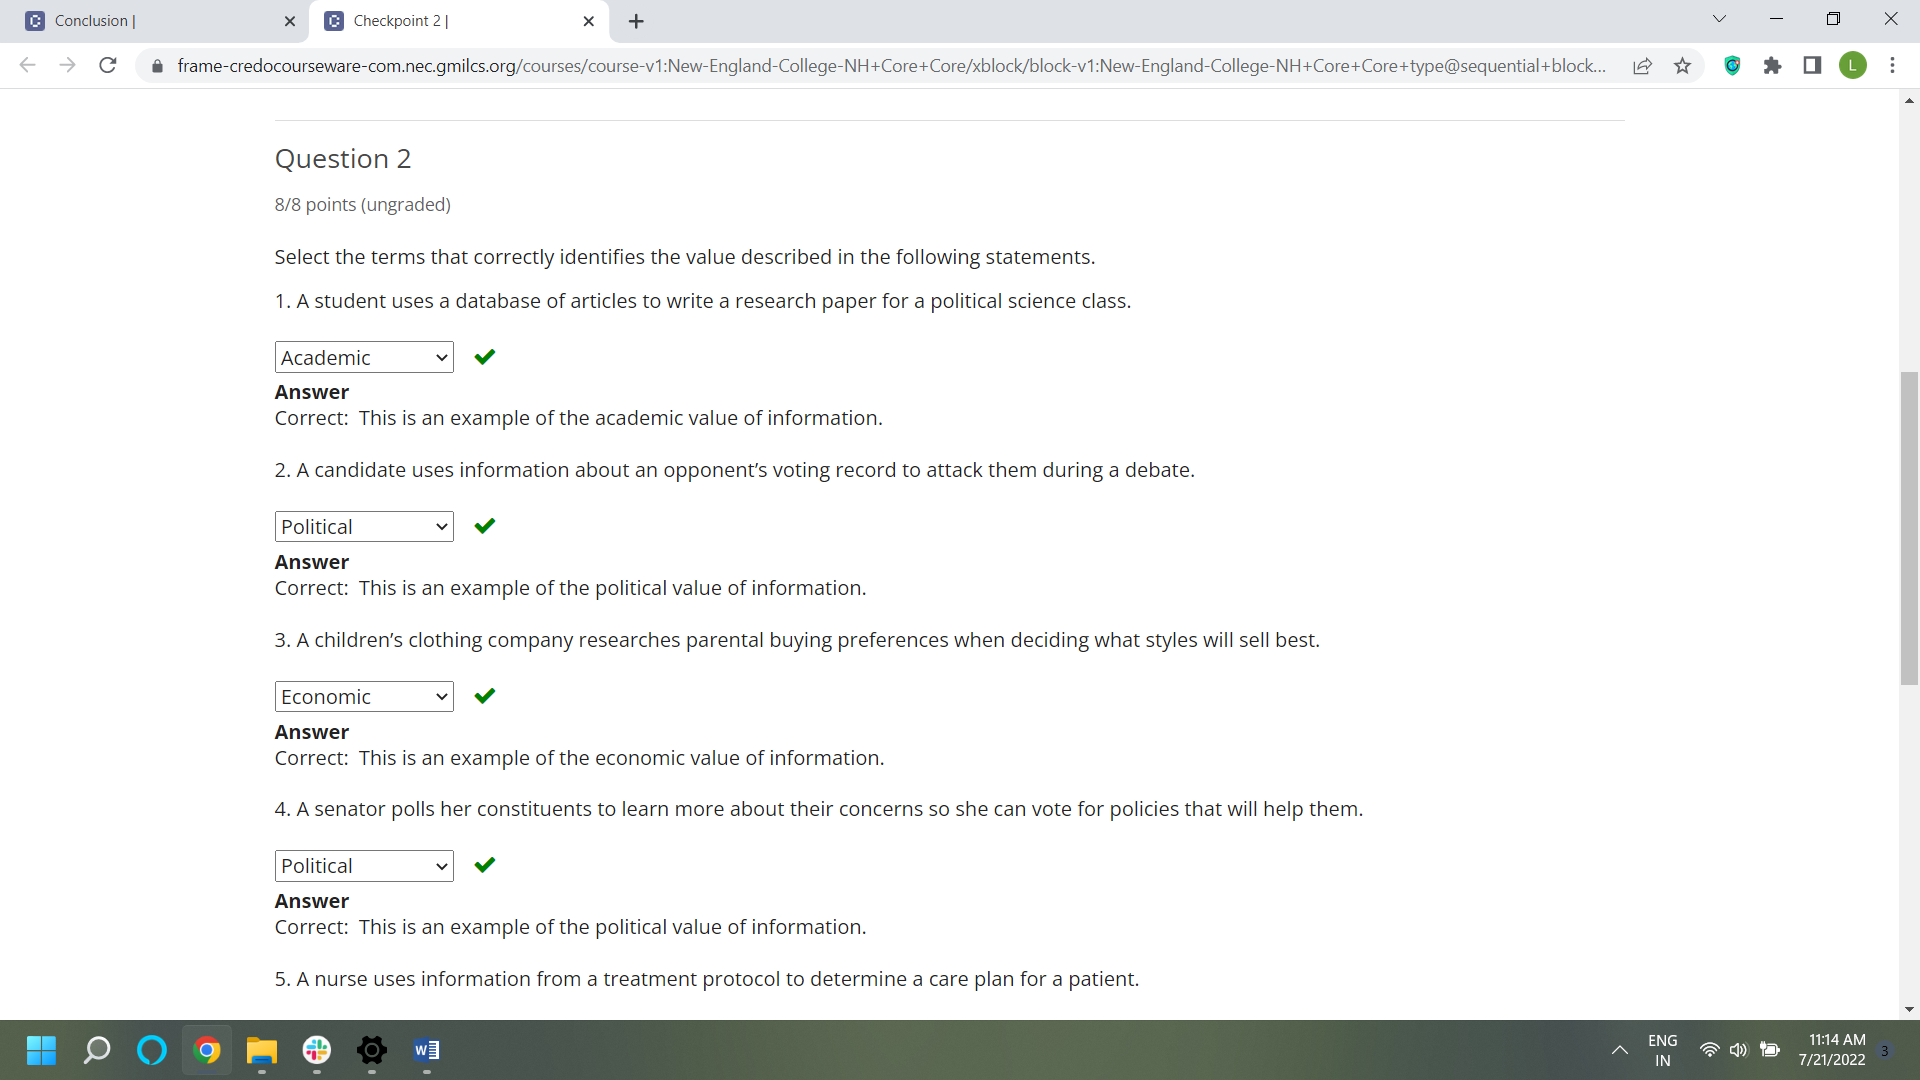 Conclusion |
Checkpoint 2 |
frame-credocourseware-com.nec.gmilcs.org/courses/course-v1:New-England-College-NH+Core+Core/xblock/block-v1:New-England-College-NH+Core+Core+type@sequential+block...
L
Question 2
8/8 points (ungraded)
Select the terms that correctly identifies the value described in the following statements.
1. A student uses a database of articles to write a research paper for a political science class.
Academic
Answer
Correct: This is an example of the academic value of information.
2. A candidate uses information about an opponent’s voting record to attack them during a debate.
Political
Answer
Correct: This is an example of the political value of information.
3. A children’s clothing company researches parental buying preferences when deciding what styles will sell best.
Economic
Answer
Correct: This is an example of the economic value of information.
4. A senator polls her constituents to learn more about their concerns so she can vote for policies that will help them.
Political
Answer
Correct: This is an example of the political value of information.
5. A nurse uses information from a treatment protocol to determine a care plan for a patient.
W
ENG
IN
11:14 AM
7/21/2022
3